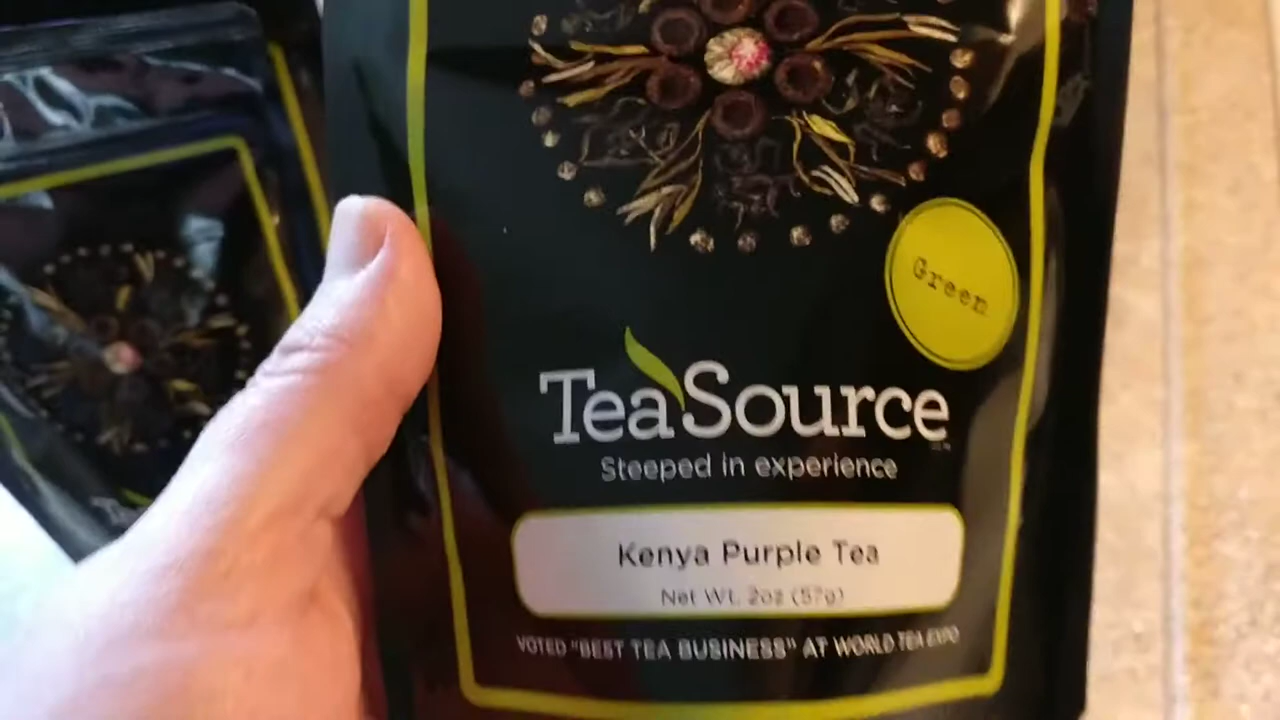 Green
TeaSource
Steeped in experience
Kenya Purple Tea
Net Wt. 2oz (57g)
VOTED "BEST TEA BUSINESS" AT WORLD TEA EXPO